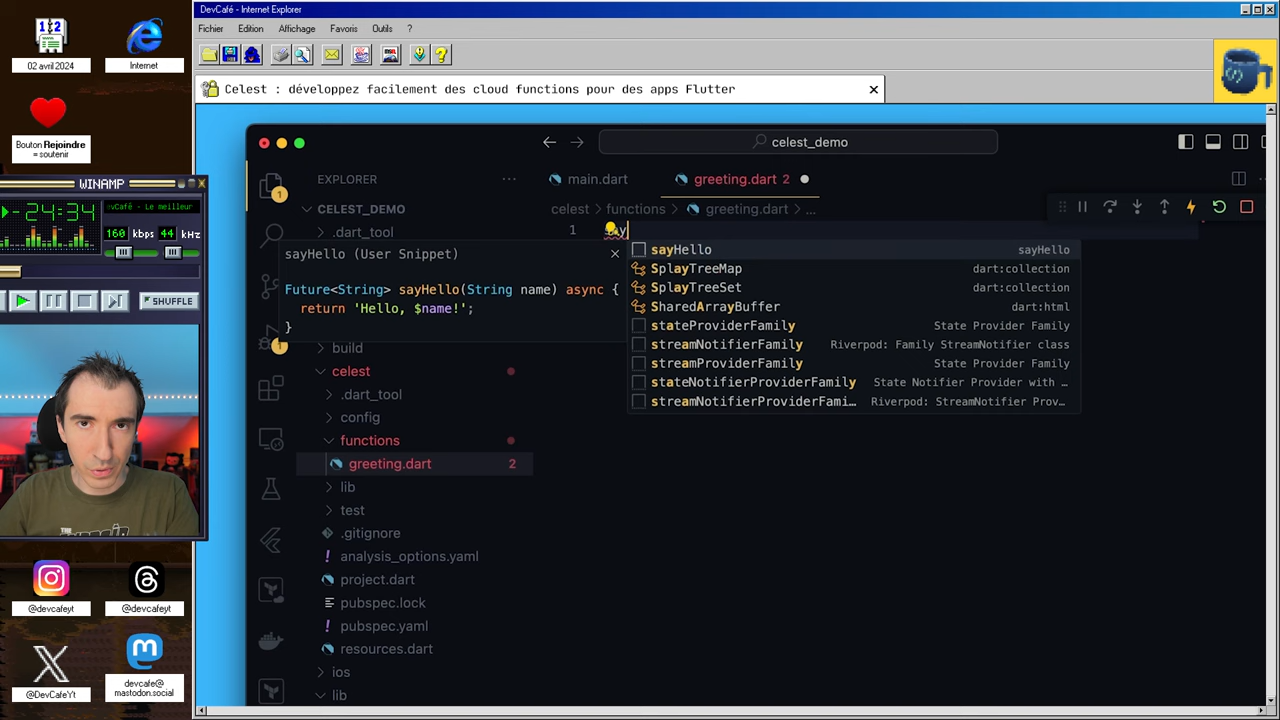 DevCafé - Internet Explorer
Fichier Edition Affichage Favoris Outils ?
02 avril 2024
Internet
Bouton Rejoindre
= soutenir
Celest : développez facilement des cloud functions pour des apps Flutter
WINAMP
-24:34
evCafé - Le meilleur
160 kbps 44 kHz
SHUFFLE
@devcafeyt
@devcafeyt
@DevCafeYt
devcafe@
mastodon.social
celest_demo
EXPLORER
main.dart
greeting.dart 2
CELEST_DEMO
celest > functions > greeting.dart > ...
.dart_tool
1
sayHello (User Snippet)
Future<String> sayHello(String name) async {
return 'Hello, $name!';
}
sayHello sayHello
SplayTreeMap dart:collection
SplayTreeSet dart:collection
SharedArrayBuffer dart:html
stateProviderFamily State Provider Family
streamNotifierFamily Riverpod: Family StreamNotifier class
streamProviderFamily State Provider Family
stateNotifierProviderFamily State Notifier Provider with …
streamNotifierProviderFami… Riverpod: StreamNotifier Prov…
1
1
build
celest
.dart_tool
config
functions
greeting.dart 2
lib
test
.gitignore
analysis_options.yaml
project.dart
pubspec.lock
pubspec.yaml
resources.dart
ios
lib